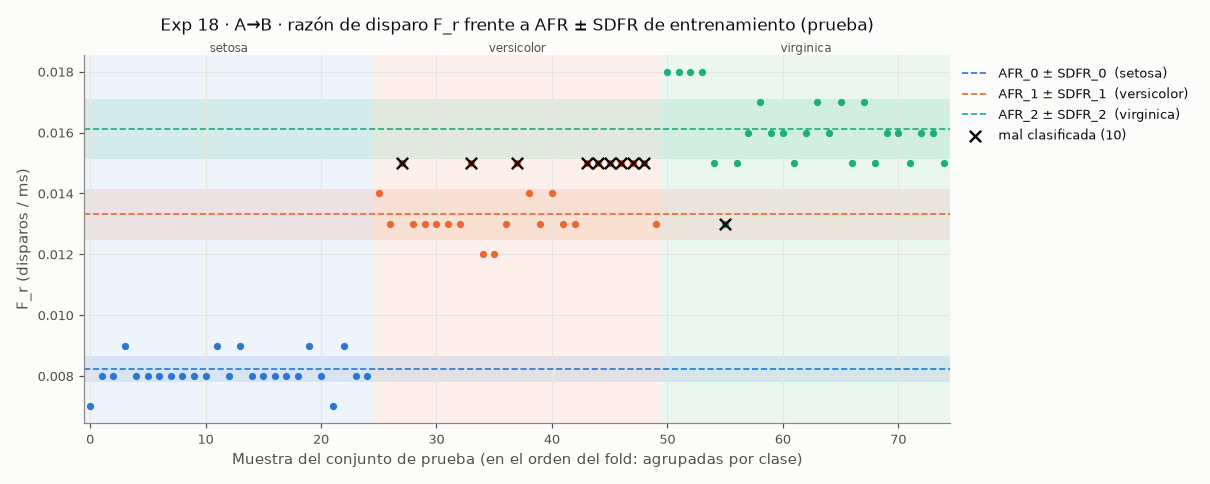 Exp 18 · A→B · razón de disparo F_r frente a AFR ± SDFR de entrenamiento (prueba)
setosa
versicolor
virginica
F_r (disparos / ms)
0.018
0.016
0.014
0.012
0.010
0.008
0
10
20
30
40
50
60
70
Muestra del conjunto de prueba (en el orden del fold: agrupadas por clase)
AFR_0 ± SDFR_0 (setosa)
AFR_1 ± SDFR_1 (versicolor)
AFR_2 ± SDFR_2 (virginica)
mal clasificada (10)